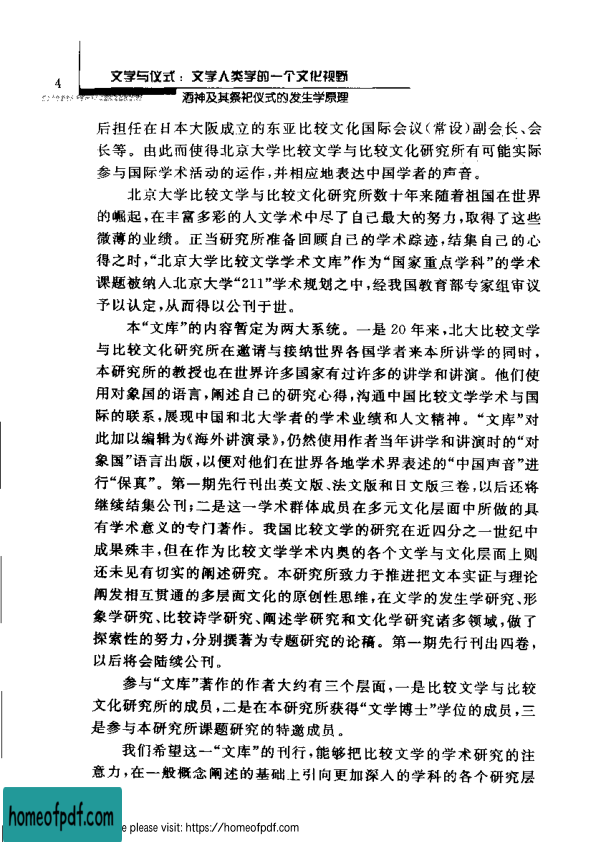 4
文学与仪式：文学人类学的一个文化视野
酒神及其祭祀仪式的发生学原理
后担任在日本大阪成立的东亚比较文化国际会议(常设)副会长、会
长等。由此而使得北京大学比较文学与比较文化研究所有可能实际
参与国际学术活动的运作,并相应地表达中国学者的声音。
北京大学比较文学与比较文化研究所数十年来随着祖国在世界
的崛起,在丰富多彩的人文学术中尽了自己最大的努力,取得了这些
微薄的业绩。正当研究所准备回顾自己的学术踪迹,结集自己的心
得之时,“北京大学比较文学学术文库”作为“国家重点学科”的学术
课题被纳入北京大学“211”学术规划之中,经我国教育部专家组审议
予以认定,从而得以公刊于世。
本“文库”的内容暂定为两大系统。一是 20 年来,北大比较文学
与比较文化研究所在邀请与接纳世界各国学者来本所讲学的同时,
本研究所的教授也在世界许多国家有过许多的讲学和讲演。他们使
用对象国的语言,阐述自己的研究心得,沟通中国比较文学学术与国
际的联系,展现中国和北大学者的学术业绩和人文精神。“文库”对
此加以编辑为《海外讲演录》,仍然使用作者当年讲学和讲演时的“对
象国”语言出版,以便对他们在世界各地学术界表述的“中国声音”进
行“保真”。第一期先行刊出英文版、法文版和日文版三卷,以后还将
继续结集公刊;二是这一学术群体成员在多元文化层面中所做的具
有学术意义的专门著作。我国比较文学的研究在近四分之一世纪中
成果殊丰,但在作为比较文学学术内奥的各个文学与文化层面上则
还未见有切实的阐述研究。本研究所致力于推进把文本实证与理论
阐发相互贯通的多层面文化的原创性思维,在文学的发生学研究、形
象学研究、比较诗学研究、阐述学研究和文化学研究诸多领域,做了
探索性的努力,分别撰著为专题研究的论稿。第一期先行刊出四卷,
以后将会陆续公刊。
参与“文库”著作的作者大约有三个层面,一是比较文学与比较
文化研究所的成员,二是在本研究所获得“文学博士”学位的成员,三
是参与本研究所课题研究的特邀成员。
我们希望这一“文库”的刊行,能够把比较文学的学术研究的注
意力,在一般概念阐述的基础上引向更加深入的学科的各个研究层
homeofpdf.com
e please visit: https://homeofpdf.com